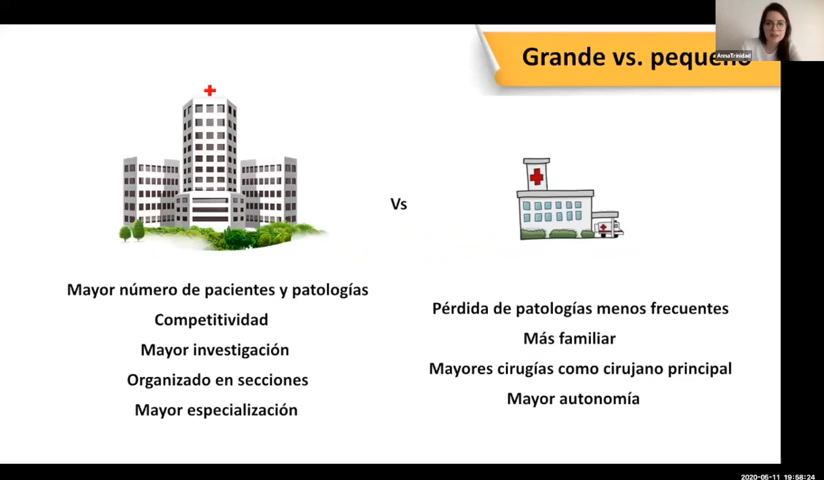 AnnaTrinidad
Grande vs. pequeño
Vs
Mayor número de pacientes y patologías
Competitividad
Mayor investigación
Organizado en secciones
Mayor especialización
Pérdida de patologías menos frecuentes
Más familiar
Mayores cirugías como cirujano principal
Mayor autonomía
2020-05-11 19:58:24